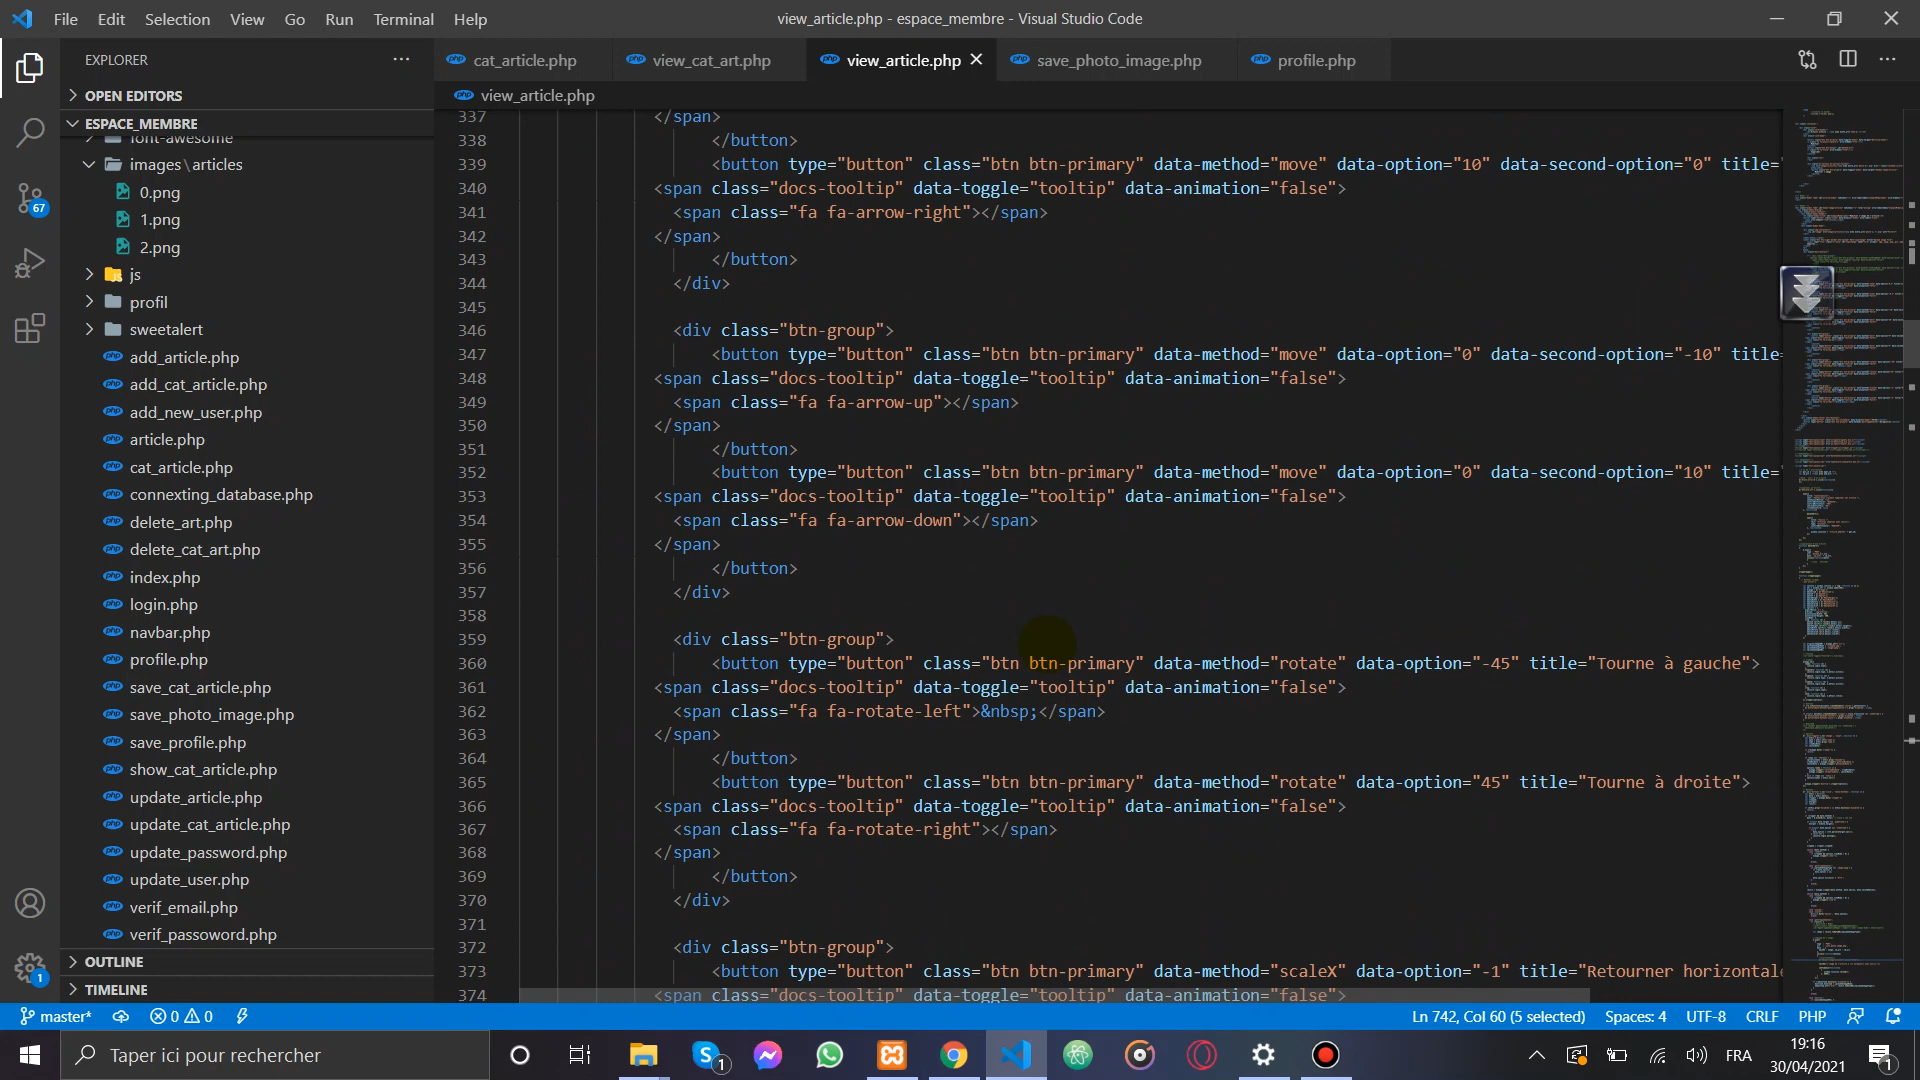 File Edit Selection View Go Run Terminal Help
view_article.php - espace_membre - Visual Studio Code
EXPLORER
cat_article.php
view_cat_art.php
view_article.php
save_photo_image.php
profile.php
OPEN EDITORS
ESPACE_MEMBRE
font-awesome
images\articles
0.png
1.png
2.png
js
profil
sweetalert
add_article.php
add_cat_article.php
add_new_user.php
article.php
cat_article.php
connexting_database.php
delete_art.php
delete_cat_art.php
index.php
login.php
navbar.php
profile.php
save_cat_article.php
save_photo_image.php
save_profile.php
show_cat_article.php
update_article.php
update_cat_article.php
update_password.php
update_user.php
verif_email.php
verif_passoword.php
OUTLINE
TIMELINE
view_article.php
337 </span>
338 </button>
339 <button type="button" class="btn btn-primary" data-method="move" data-option="10" data-second-option="0" title=
340 <span class="docs-tooltip" data-toggle="tooltip" data-animation="false">
341 <span class="fa fa-arrow-right"></span>
342 </span>
343 </button>
344 </div>
345
346 <div class="btn-group">
347 <button type="button" class="btn btn-primary" data-method="move" data-option="0" data-second-option="-10" title=
348 <span class="docs-tooltip" data-toggle="tooltip" data-animation="false">
349 <span class="fa fa-arrow-up"></span>
350 </span>
351 </button>
352 <button type="button" class="btn btn-primary" data-method="move" data-option="0" data-second-option="10" title=
353 <span class="docs-tooltip" data-toggle="tooltip" data-animation="false">
354 <span class="fa fa-arrow-down"></span>
355 </span>
356 </button>
357 </div>
358
359 <div class="btn-group">
360 <button type="button" class="btn btn-primary" data-method="rotate" data-option="-45" title="Tourne à gauche">
361 <span class="docs-tooltip" data-toggle="tooltip" data-animation="false">
362 <span class="fa fa-rotate-left">&nbsp;</span>
363 </span>
364 </button>
365 <button type="button" class="btn btn-primary" data-method="rotate" data-option="45" title="Tourne à droite">
366 <span class="docs-tooltip" data-toggle="tooltip" data-animation="false">
367 <span class="fa fa-rotate-right"></span>
368 </span>
369 </button>
370 </div>
371
372 <div class="btn-group">
373 <button type="button" class="btn btn-primary" data-method="scaleX" data-option="-1" title="Retourner horizontale
374 <span class="docs-tooltip" data-toggle="tooltip" data-animation="false">
67
1
master*
0 0
Ln 742, Col 60 (5 selected) Spaces: 4 UTF-8 CRLF PHP
Taper ici pour rechercher
1
FRA
19:16
30/04/2021
1